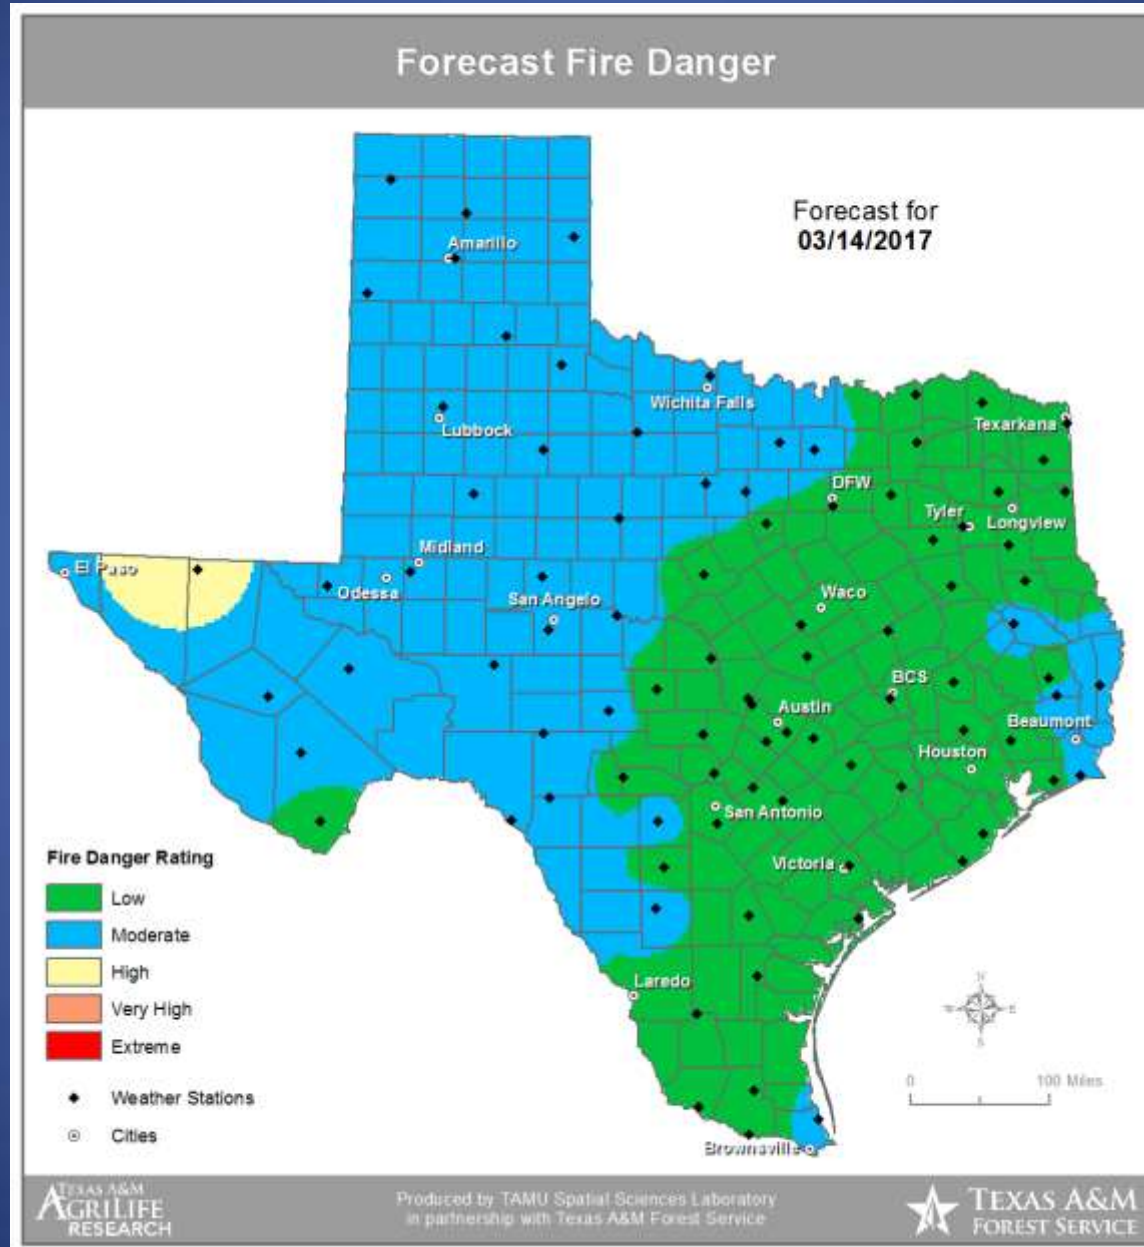 Forecast Fire Danger
Forecast for
03/14/2017
Amarillo
Wichita Falls
Lubbock
Texarkana
DFW
Tyler
Longview
Midland
El Paso
Odessa
San Angelo
Waco
BCS
Austin
Beaumont
Houston
San Antonio
Victoria
Laredo
Brownsville
Fire Danger Rating
Low
Moderate
High
Very High
Extreme
Weather Stations
Cities
N
W E
S
0 100 Miles
TEXAS A&M
AGRILIFE
RESEARCH
Produced by TAMU Spatial Sciences Laboratory
in partnership with Texas A&M Forest Service
TEXAS A&M
FOREST SERVICE